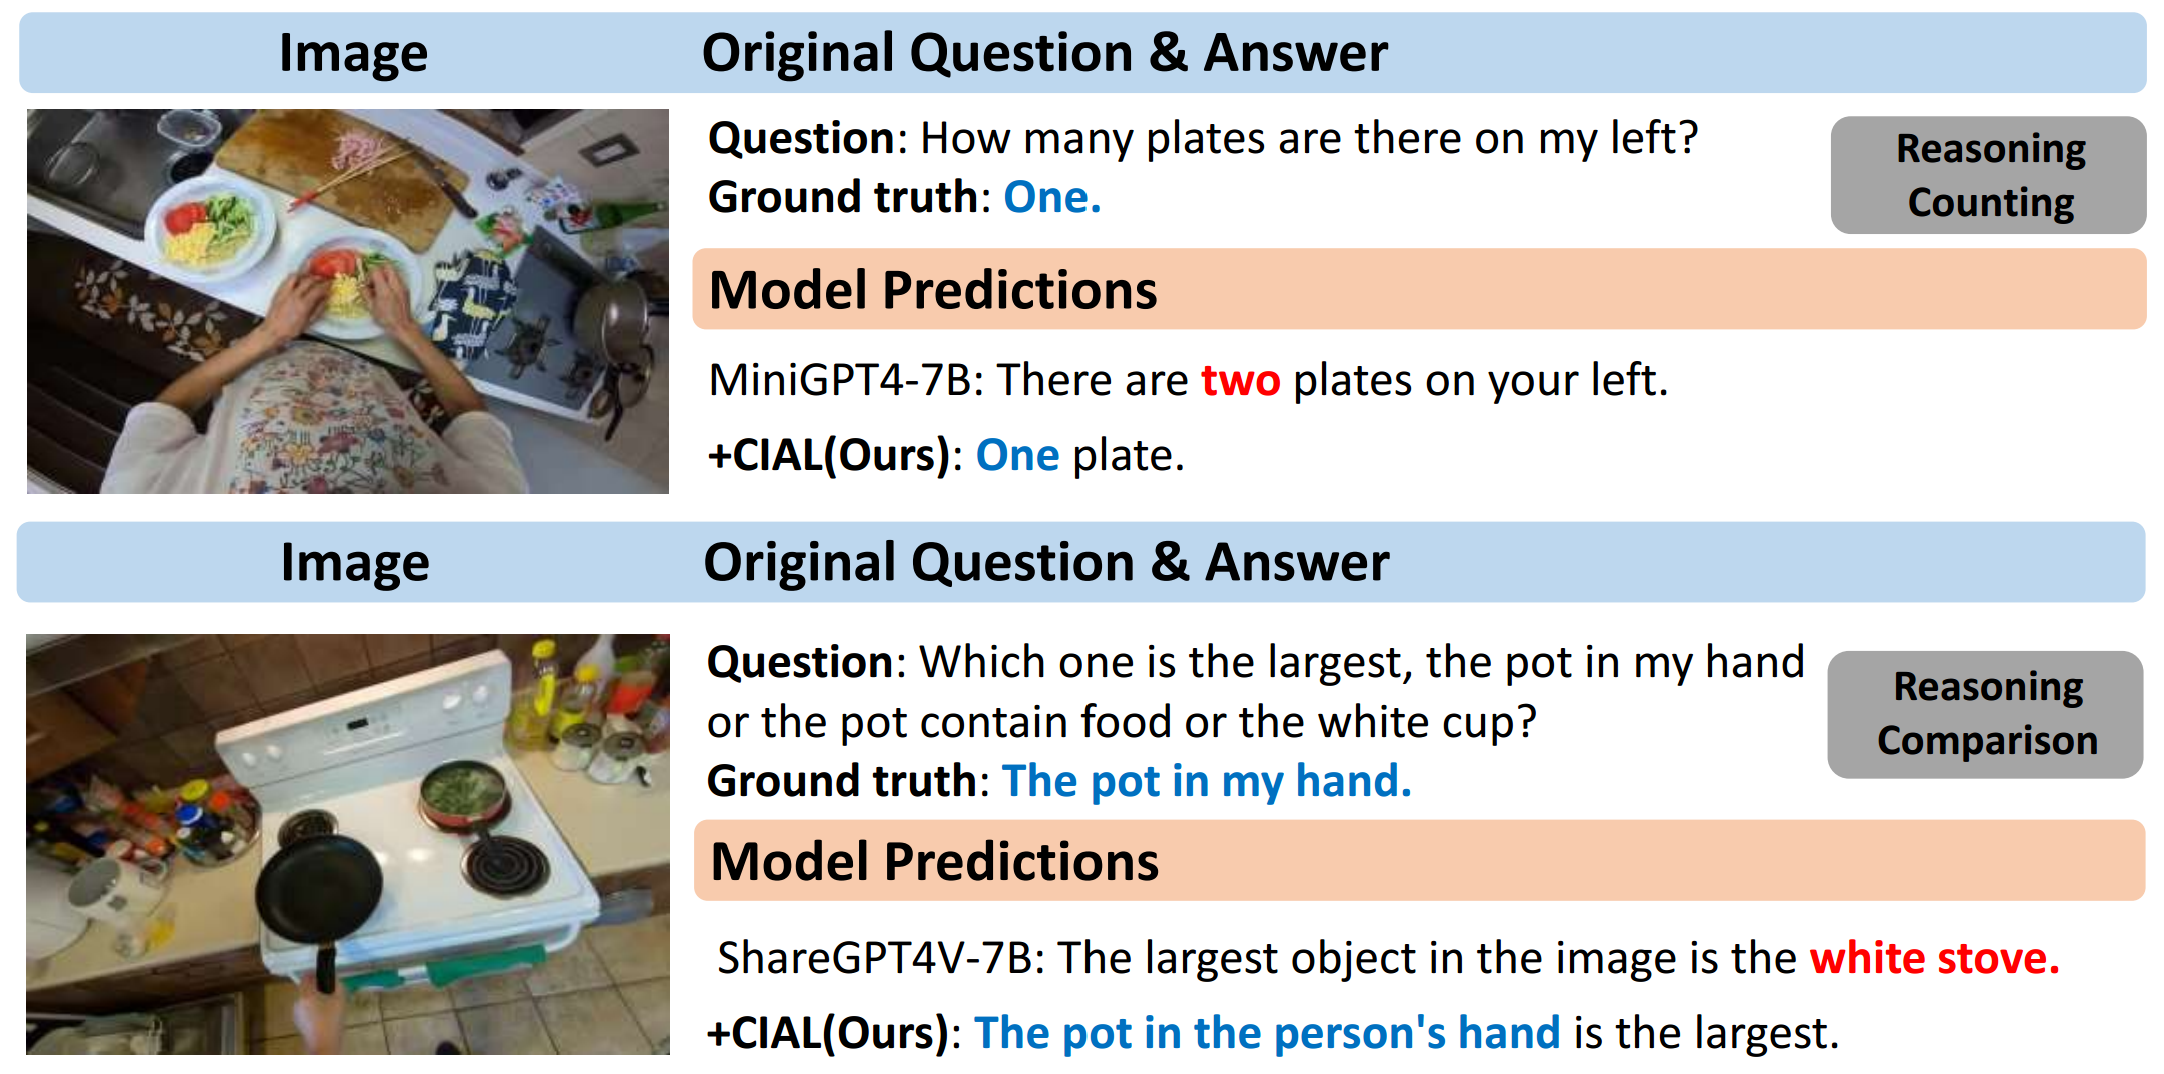 Image
Original Question & Answer
Question: How many plates are there on my left?
Ground truth: One.
Reasoning
Counting
Model Predictions
MiniGPT4-7B: There are two plates on your left.
+CIAL(Ours): One plate.
Image
Original Question & Answer
Question: Which one is the largest, the pot in my hand
or the pot contain food or the white cup?
Ground truth: The pot in my hand.
Reasoning
Comparison
Model Predictions
ShareGPT4V-7B: The largest object in the image is the white stove.
+CIAL(Ours): The pot in the person's hand is the largest.